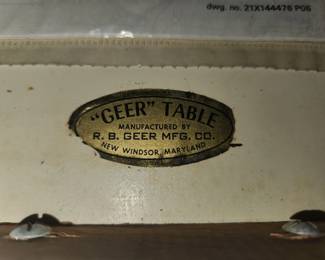 dwg. no. 21X144476 P05
"GEER" TABLE
MANUFACTURED BY
R. B. GEER MFG. CO.
NEW WINDSOR, MARYLAND